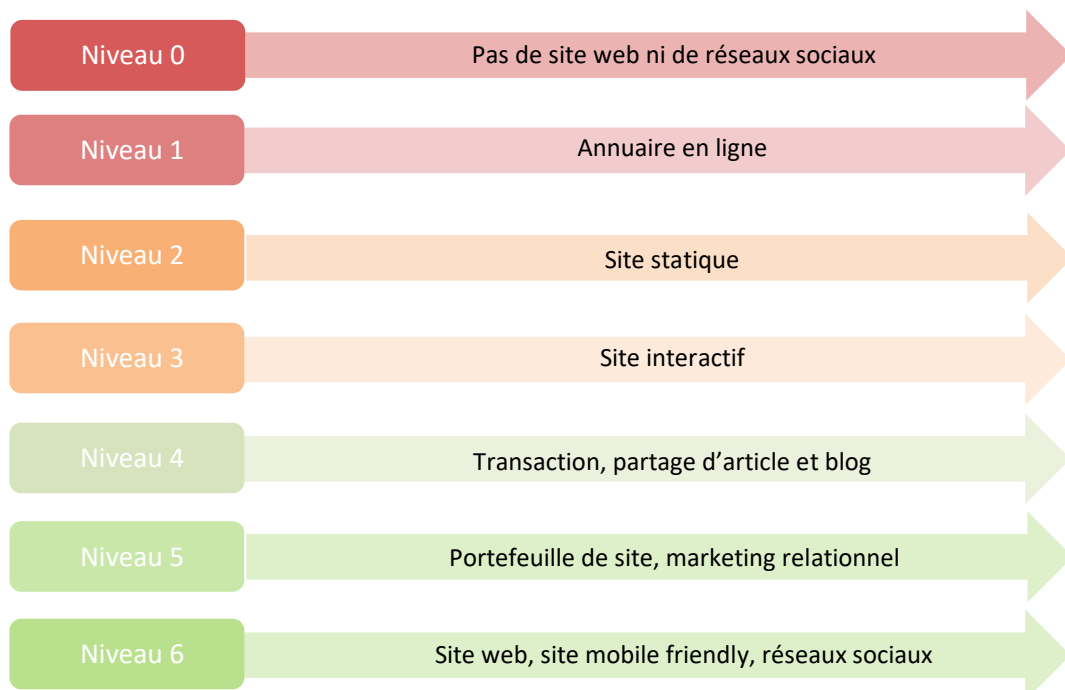 Niveau 0
Pas de site web ni de réseaux sociaux
Niveau 1
Annuaire en ligne
Niveau 2
Site statique
Niveau 3
Site interactif
Niveau 4
Transaction, partage d’article et blog
Niveau 5
Portefeuille de site, marketing relationnel
Niveau 6
Site web, site mobile friendly, réseaux sociaux